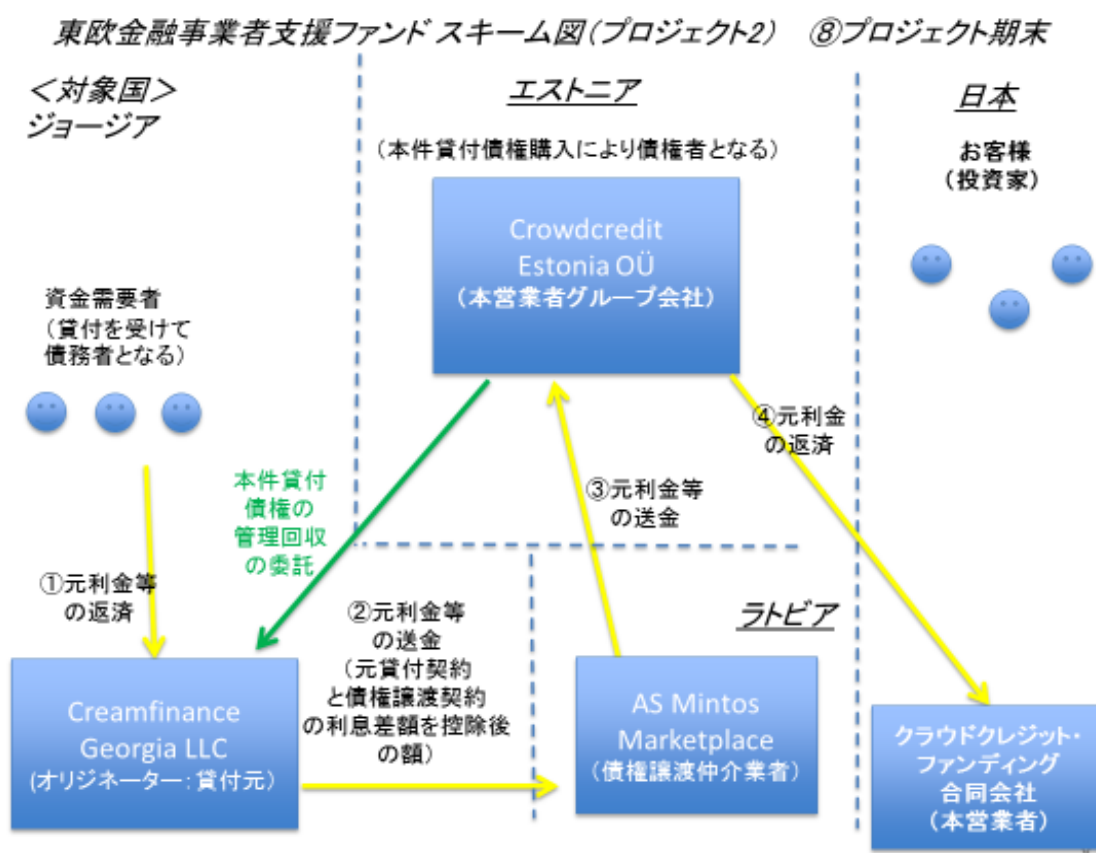 東欧金融事業者支援ファンド スキーム図(プロジェクト2) ⑧プロジェクト期末
＜対象国＞
ジョージア
エストニア
日本
(本件貸付債権購入により債権者となる)
お客様
(投資家)
Crowdcredit
Estonia OÜ
(本営業者グループ会社)
資金需要者
(貸付を受けて
債務者となる)
④元利金
の返済
本件貸付
債権の
管理回収
の委託
③元利金等
の送金
①元利金等
の返済
②元利金等
の送金
(元貸付契約
と債権譲渡契約
の利息差額を控除後
の額)
ラトビア
Creamfinance
Georgia LLC
(オリジネーター:貸付元)
AS Mintos
Marketplace
(債権譲渡仲介業者)
クラウドクレジット・
ファンディング
合同会社
(本営業者)